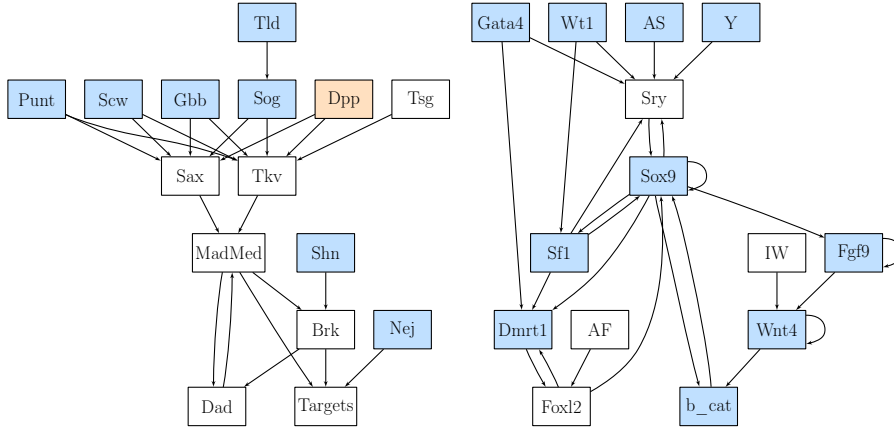 Tld
Punt Scw Gbb Sog Dpp Tsg
Sax Tkv
MadMed Shn
Brk Nej
Dad Targets
Gata4 Wt1 AS Y
Sry
Sox9
Sf1 IW Fgf9
Dmrt1 AF Wnt4
Foxl2 b_cat